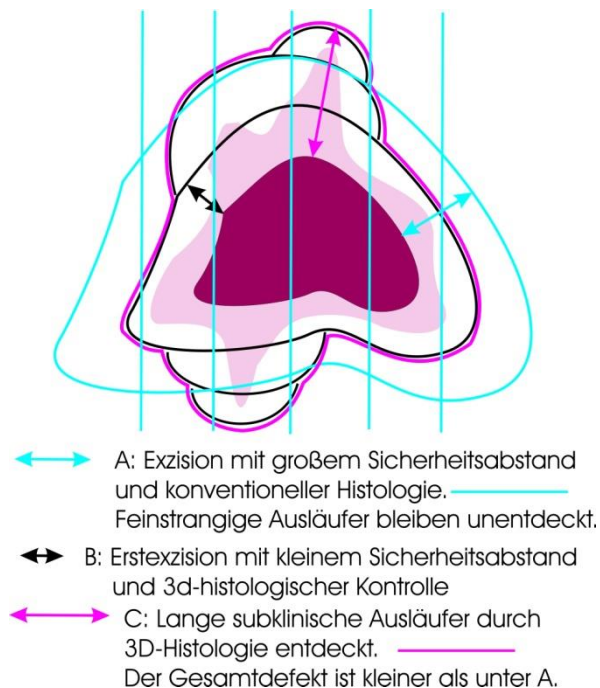 A: Exzision mit großem Sicherheitsabstand
und konventioneller Histologie.
Feinstrangige Ausläufer bleiben unentdeckt.
B: Erstexzision mit kleinem Sicherheitsabstand
und 3d-histologischer Kontrolle
C: Lange subklinische Ausläufer durch
3D-Histologie entdeckt.
Der Gesamtdefekt ist kleiner als unter A.